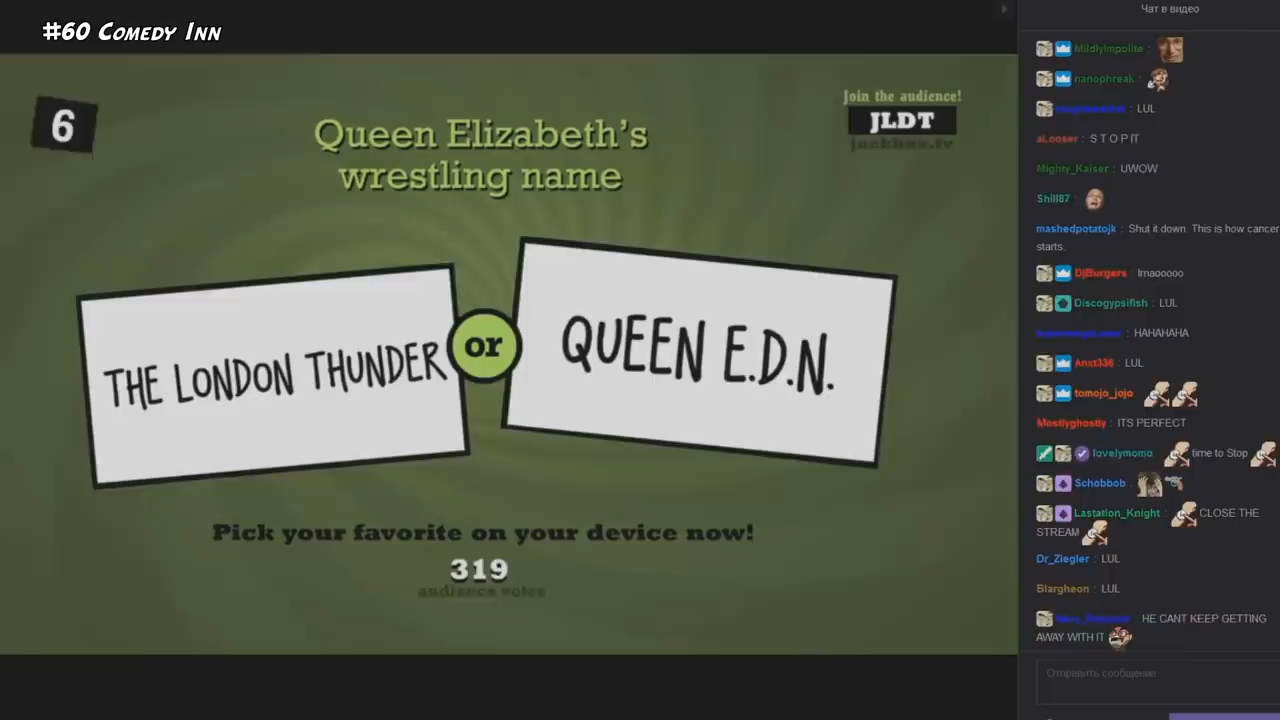 #60 Comedy Inn
6
Queen Elizabeth's
wrestling name
Join the audience!
JLDT
jackbox.tv
THE LONDON THUNDER
or
QUEEN E.D.N.
Pick your favorite on your device now!
319
audience votes
Чат в видео
MildlyImpolite :
nanophreak :
: LUL
aLooser : S T O P IT
Mighty_Kaiser : UWOW
Shill87 :
mashedpotatojk : Shut it down. This is how cancer
starts.
DjBurgers : lmaooooo
Discogypsifish : LUL
: HAHAHAHA
Anxt336 : LUL
tomojo_jojo :
Mostlyghostly : ITS PERFECT
lovelymomo : time to Stop
Schobbob :
Lastation_Knight : CLOSE THE
STREAM
Dr_Ziegler : LUL
Blargheon : LUL
: HE CANT KEEP GETTING
AWAY WITH IT
Отправить сообщение